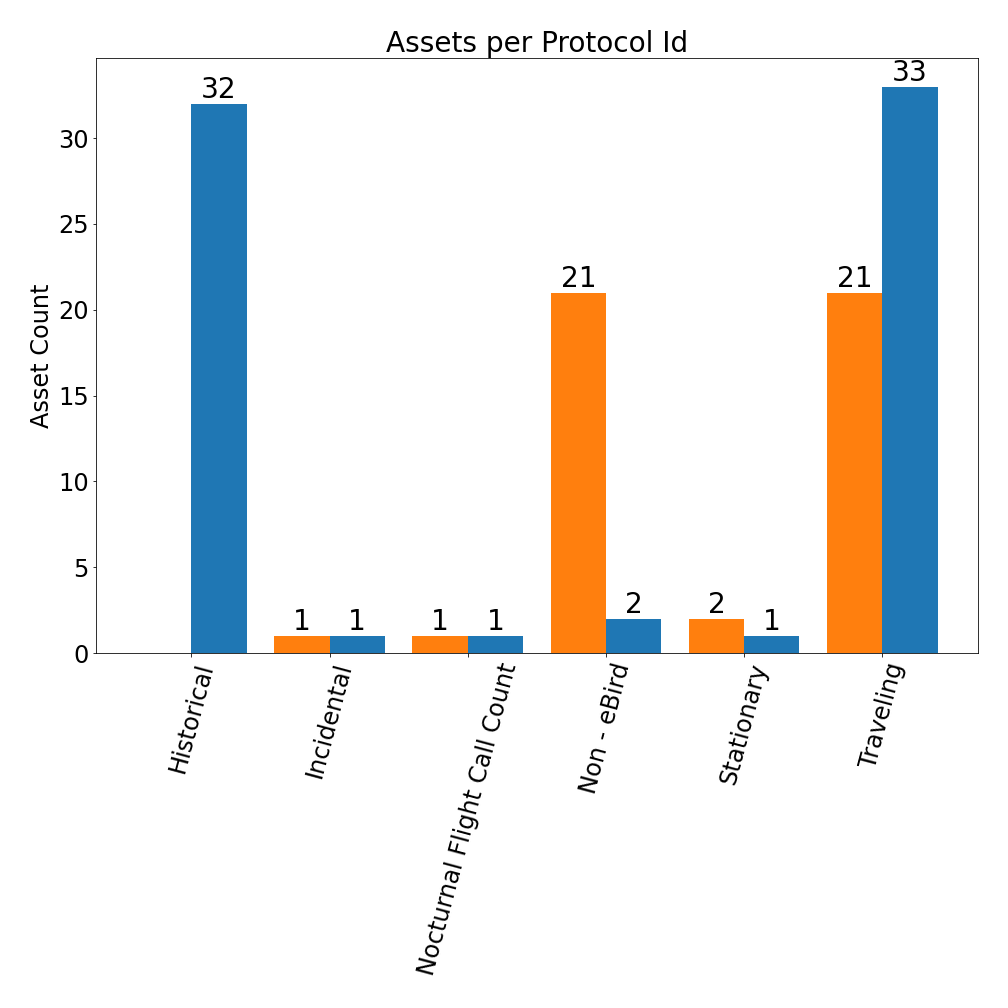 Assets per Protocol Id
33
32
30
25
21
21
20
Asset Count
15
10
5
2
2
1
1
1
1
1
0
Historical
Incidental
Nocturnal Flight Call Count
Non - eBird
Stationary
Traveling